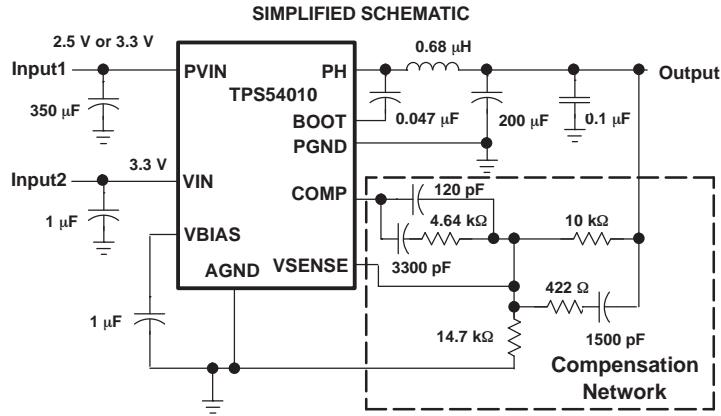 SIMPLIFIED SCHEMATIC
2.5 V or 3.3 V
0.68 μH
Input1
PVIN
PH
Output
TPS54010
350 μF
BOOT
0.047 μF
200 μF
0.1 μF
PGND
3.3 V
Input2
VIN
COMP
120 pF
1 μF
4.64 kΩ
10 kΩ
VBIAS
3300 pF
AGND
VSENSE
422 Ω
1 μF
14.7 kΩ
1500 pF
Compensation
Network